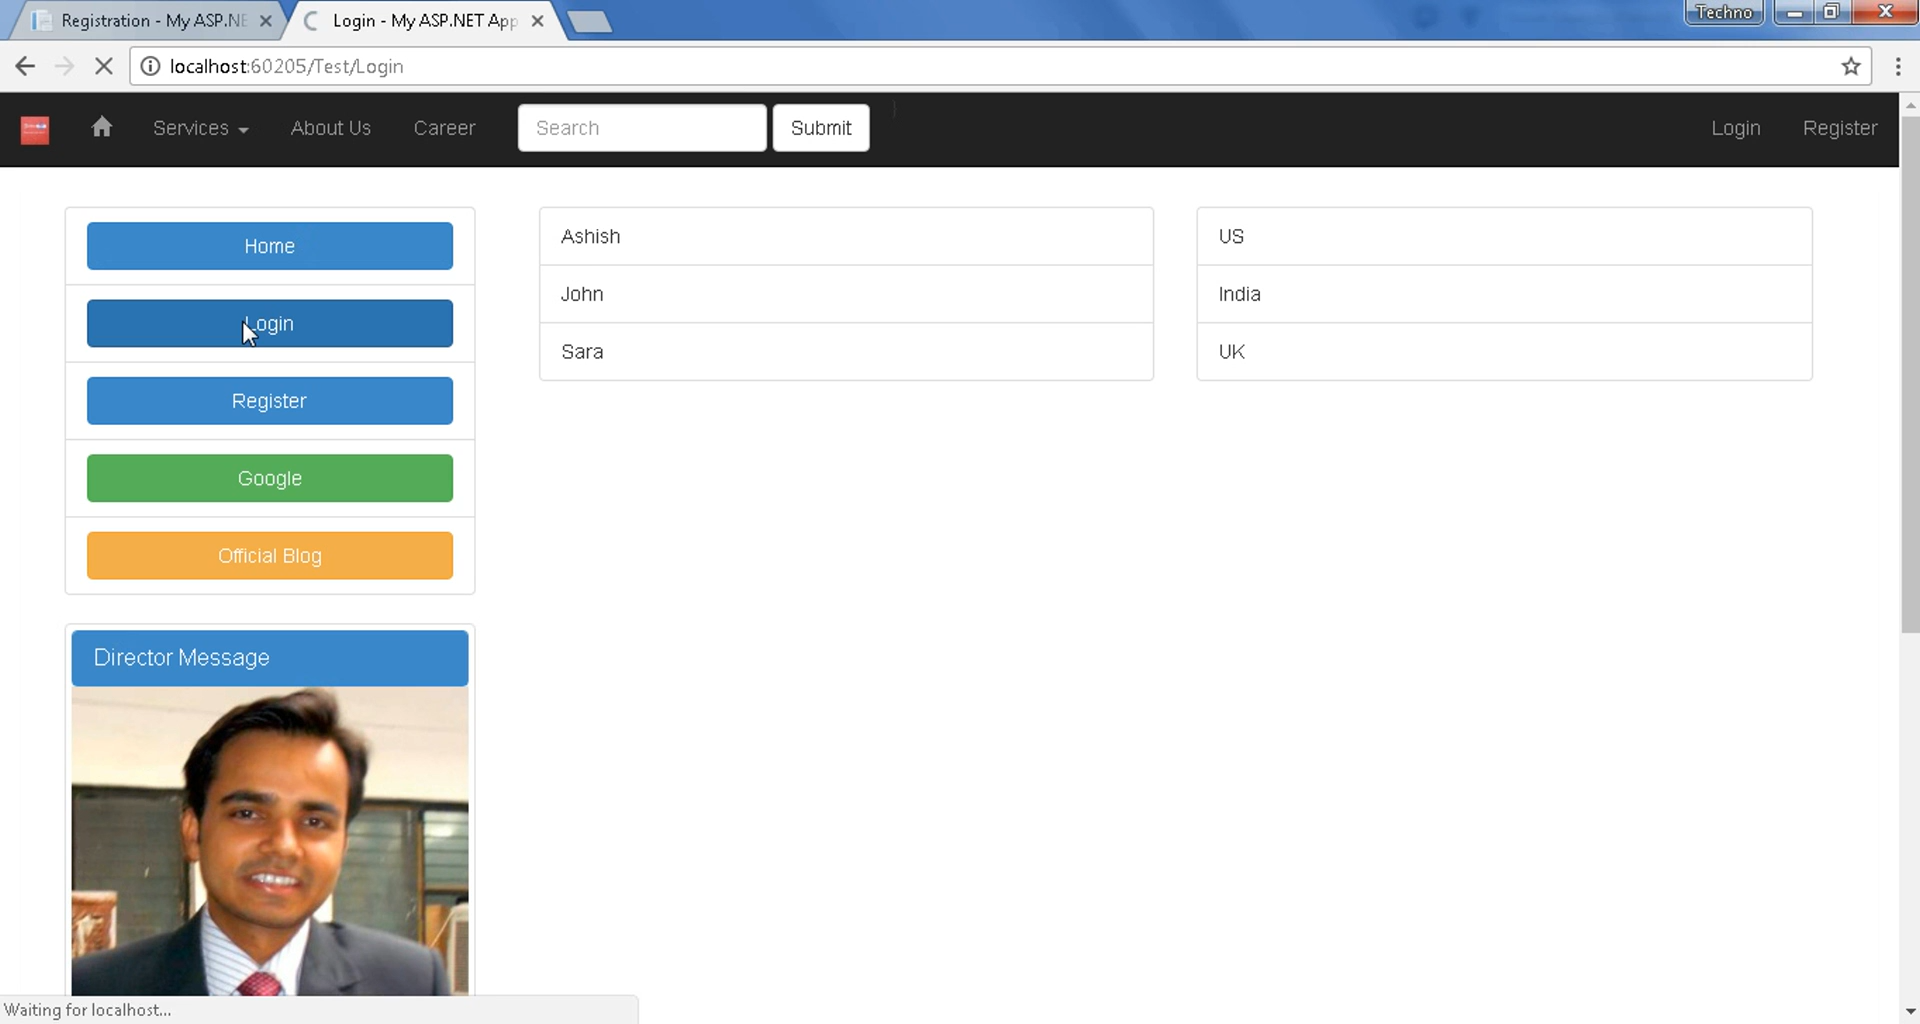 Registration - My ASP.NE
Login - My ASP.NET App
Techno
localhost:60205/Test/Login
Services
About Us
Career
Search
Submit
Login
Register
Home
Login
Register
Google
Official Blog
Ashish
John
Sara
US
India
UK
Director Message
Waiting for localhost...